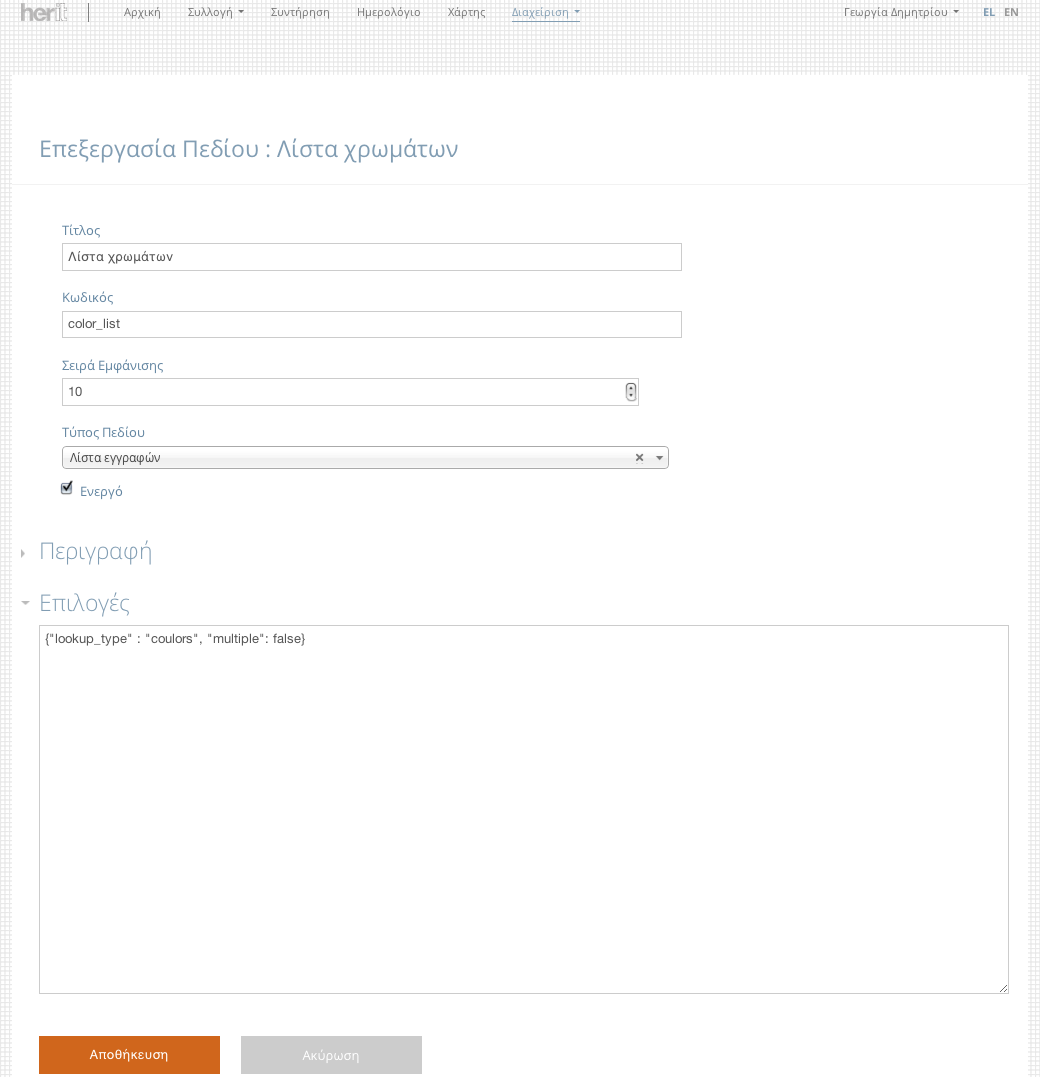 herit Αρχική Συλλογή Συντήρηση Ημερολόγιο Χάρτης Διαχείριση Γεωργία Δημητρίου EL EN
Επεξεργασία Πεδίου : Λίστα χρωμάτων
Τίτλος
Λίστα χρωμάτων
Κωδικός
color_list
Σειρά Εμφάνισης
10
Τύπος Πεδίου
Λίστα εγγραφών
Ενεργό
Περιγραφή
Επιλογές
{"lookup_type" : "coulors", "multiple": false}
Αποθήκευση Ακύρωση